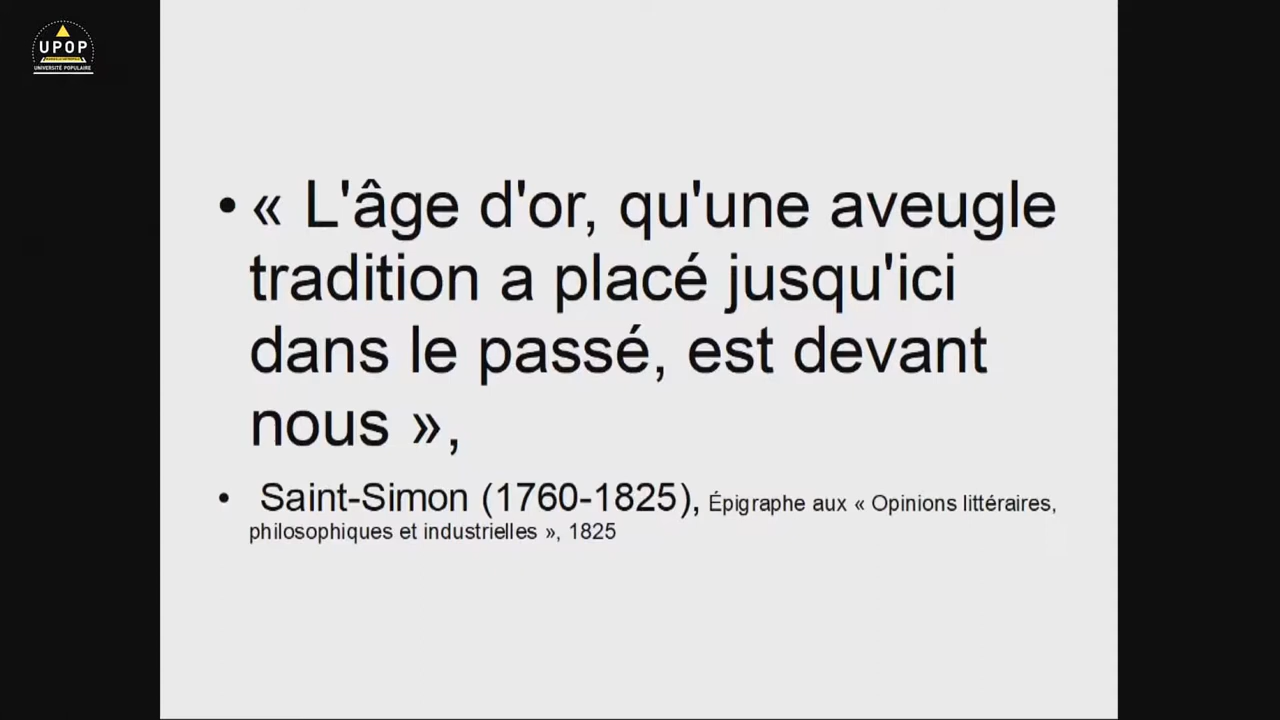 UPOP
UNIVERSITÉ POPULAIRE
• « L'âge d'or, qu'une aveugle
tradition a placé jusqu'ici
dans le passé, est devant
nous »,
• Saint-Simon (1760-1825), Épigraphe aux « Opinions littéraires,
philosophiques et industrielles », 1825